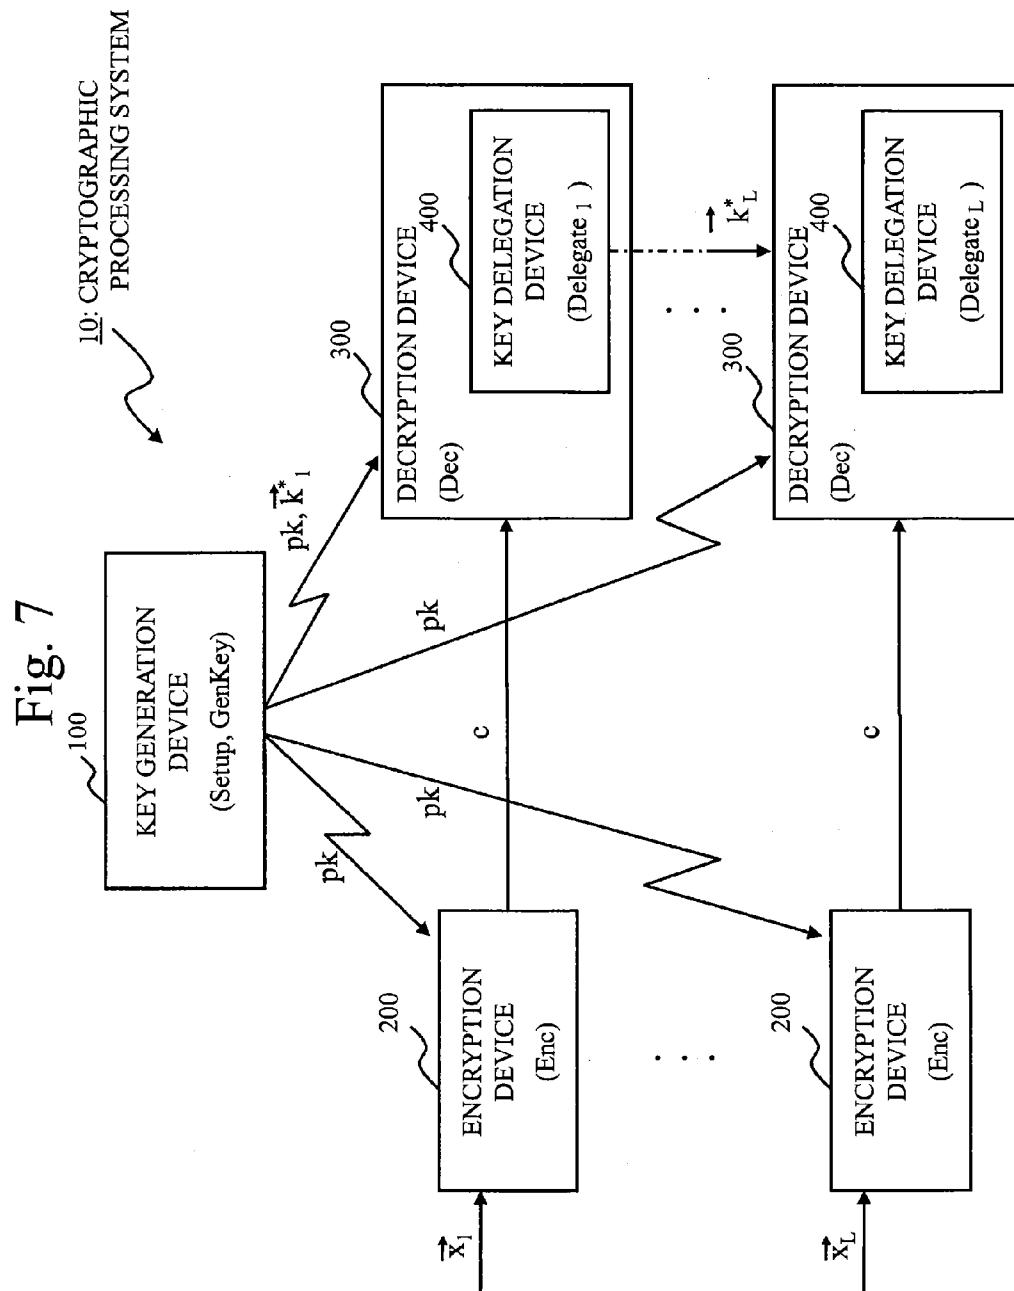 Fig. 7
10: CRYPTOGRAPHIC
PROCESSING SYSTEM
100
KEY GENERATION
DEVICE
(Setup, GenKey)
pk
pk
pk
pk, k*1
200
ENCRYPTION
DEVICE
(Enc)
x1
c
300
DECRYPTION DEVICE
(Dec)
400
KEY DELEGATION
DEVICE
(Delegate1)
k*L
. . .
. . .
200
ENCRYPTION
DEVICE
(Enc)
xL
c
300
DECRYPTION DEVICE
(Dec)
400
KEY DELEGATION
DEVICE
(DelegateL)